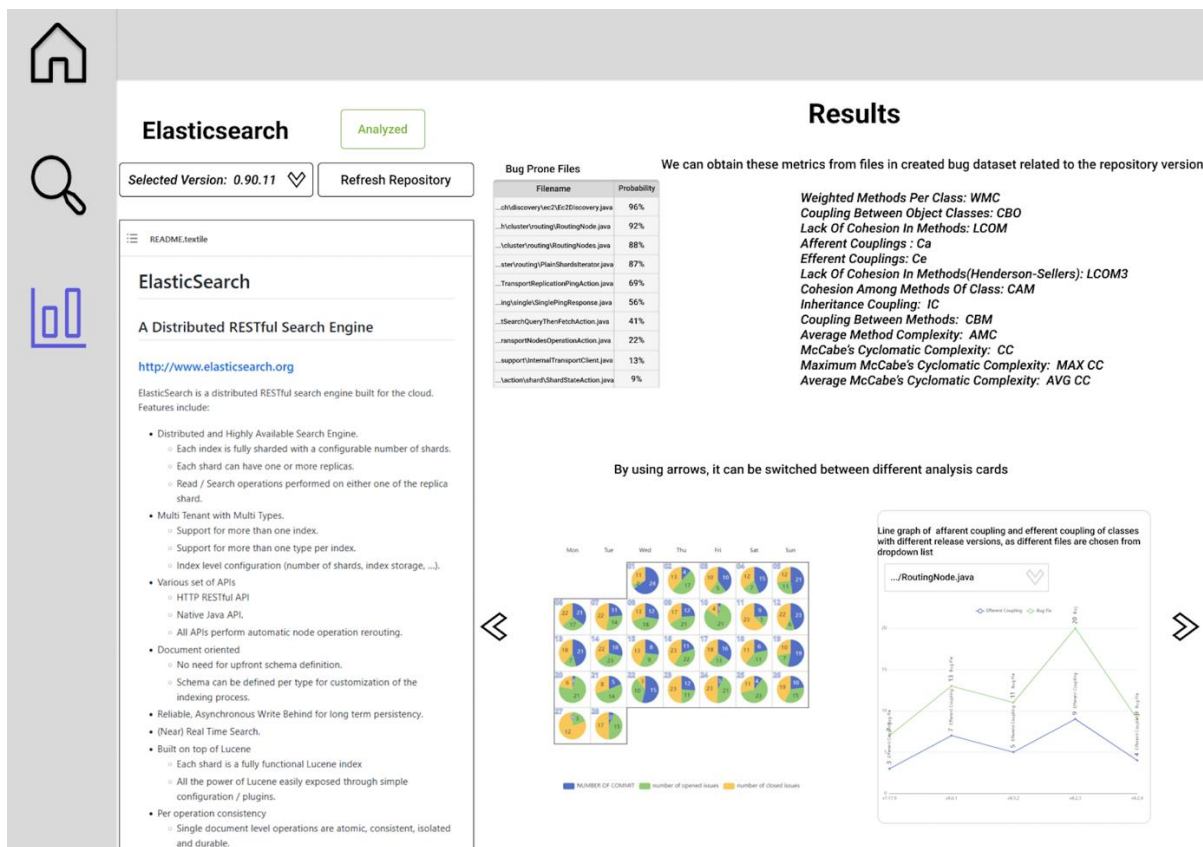 Elasticsearch
Analyzed
Selected Version: 0.90.11
Refresh Repository
README.textile
ElasticSearch
A Distributed RESTful Search Engine
http://www.elasticsearch.org
ElasticSearch is a distributed RESTful search engine built for the cloud.
Features include:
• Distributed and Highly Available Search Engine.
○ Each index is fully sharded with a configurable number of shards.
○ Each shard can have one or more replicas.
○ Read / Search operations performed on either one of the replica
shard.
• Multi Tenant with Multi Types.
○ Support for more than one index.
○ Support for more than one type per index.
○ Index level configuration (number of shards, index storage, ...).
• Various set of APIs
○ HTTP RESTful API
○ Native Java API.
○ All APIs perform automatic node operation rerouting.
• Document oriented
○ No need for upfront schema definition.
○ Schema can be defined per type for customization of the
indexing process.
• Reliable, Asynchronous Write Behind for long term persistency.
• (Near) Real Time Search.
• Built on top of Lucene
○ Each shard is a fully functional Lucene index
○ All the power of Lucene easily exposed through simple
configuration / plugins.
• Per operation consistency
○ Single document level operations are atomic, consistent, isolated
and durable.
Results
Bug Prone Files
Filename Probability
...ch\discovery\ec2\Ec2Discovery.java 96%
...h\cluster\routing\RoutingNode.java 92%
...\cluster\routing\RoutingNodes.java 88%
...ster\routing\PlainShardsIterator.java 87%
...TransportReplicationPingAction.java 69%
...ing\single\SinglePingResponse.java 56%
...tSearchQueryThenFetchAction.java 41%
...ransportNodesOperationAction.java 22%
...support\InternalTransportClient.java 13%
...\action\shard\ShardStateAction.java 9%
We can obtain these metrics from files in created bug dataset related to the repository version
Weighted Methods Per Class: WMC
Coupling Between Object Classes: CBO
Lack Of Cohesion In Methods: LCOM
Afferent Couplings : Ca
Efferent Couplings: Ce
Lack Of Cohesion In Methods(Henderson-Sellers): LCOM3
Cohesion Among Methods Of Class: CAM
Inheritance Coupling: IC
Coupling Between Methods: CBM
Average Method Complexity: AMC
McCabe's Cyclomatic Complexity: CC
Maximum McCabe's Cyclomatic Complexity: MAX CC
Average McCabe's Cyclomatic Complexity: AVG CC
By using arrows, it can be switched between different analysis cards
Mon Tue Wed Thu Fri Sat Sun
NUMBER OF COMMIT number of opened issues number of closed issues
Line graph of affarent coupling and efferent coupling of classes
with different release versions, as different files are chosen from
dropdown list
.../RoutingNode.java
Efferent Coupling Bug Fix
20
15
10
5
0